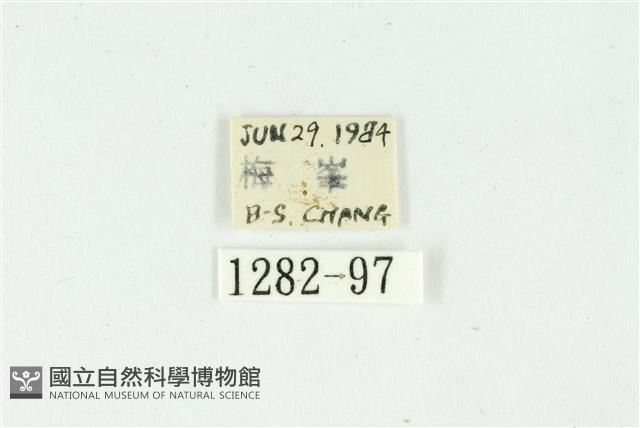 JUN 29. 1984
梅 峯
B-S. CHANG
1282-97
國立自然科學博物館
NATIONAL MUSEUM OF NATURAL SCIENCE